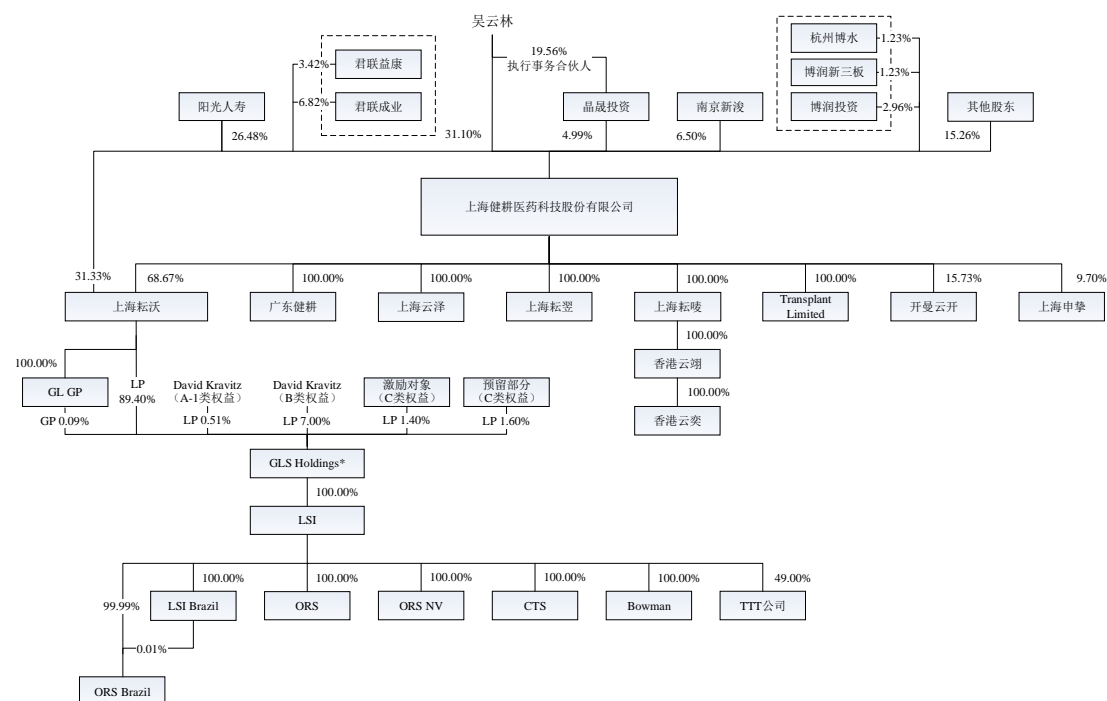 吴云林
杭州博水
1.23%
19.56%
执行事务合伙人
3.42%
君联益康
博润新三板
1.23%
阳光人寿
6.82%
君联成业
晶晟投资
南京新浚
博润投资
2.96%
其他股东
26.48%
31.10%
4.99%
6.50%
15.26%
上海健耕医药科技股份有限公司
31.33%
68.67%
100.00%
100.00%
100.00%
100.00%
100.00%
15.73%
9.70%
上海耘沃
广东健耕
上海云泽
上海耘翌
上海耘唛
Transplant
Limited
开曼云开
上海申挚
100.00%
100.00%
香港云翊
GL GP
LP
89.40%
David Kravitz
（A-1类权益）
David Kravitz
（B类权益）
激励对象
（C类权益）
预留部分
（C类权益）
100.00%
GP 0.09%
LP 0.51%
LP 7.00%
LP 1.40%
LP 1.60%
香港云奕
GLS Holdings*
100.00%
LSI
99.99%
100.00%
100.00%
100.00%
100.00%
100.00%
49.00%
LSI Brazil
ORS
ORS NV
CTS
Bowman
TTT公司
0.01%
ORS Brazil